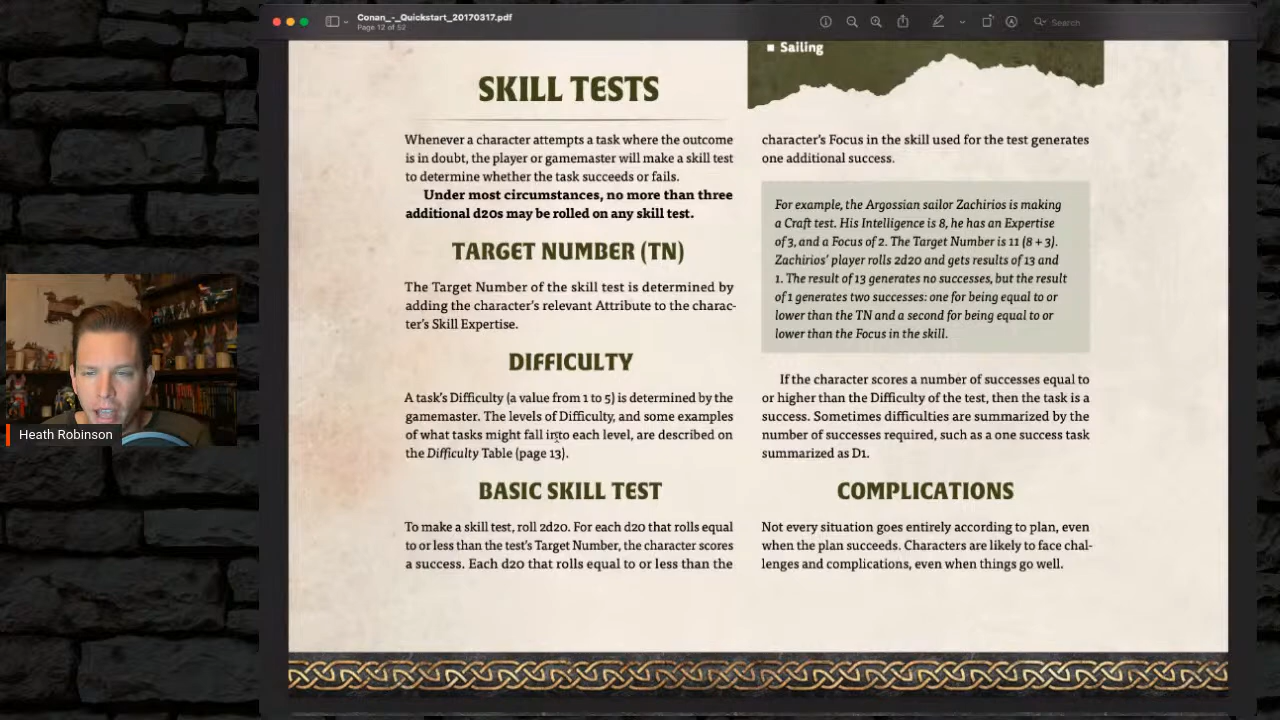 Conan_-_Quickstart_20170317.pdf
Page 12 of 52
Search
Sailing
SKILL TESTS
Whenever a character attempts a task where the outcome
is in doubt, the player or gamemaster will make a skill test
to determine whether the task succeeds or fails.
Under most circumstances, no more than three
additional d20s may be rolled on any skill test.
TARGET NUMBER (TN)
The Target Number of the skill test is determined by
adding the character's relevant Attribute to the charac-
ter's Skill Expertise.
DIFFICULTY
A task's Difficulty (a value from 1 to 5) is determined by the
gamemaster. The levels of Difficulty, and some examples
of what tasks might fall into each level, are described on
the Difficulty Table (page 13).
BASIC SKILL TEST
To make a skill test, roll 2d20. For each d20 that rolls equal
to or less than the test's Target Number, the character scores
a success. Each d20 that rolls equal to or less than the
character's Focus in the skill used for the test generates
one additional success.
For example, the Argossian sailor Zachirios is making
a Craft test. His Intelligence is 8, he has an Expertise
of 3, and a Focus of 2. The Target Number is 11 (8 + 3).
Zachirios' player rolls 2d20 and gets results of 13 and
1. The result of 13 generates no successes, but the result
of 1 generates two successes: one for being equal to or
lower than the TN and a second for being equal to or
lower than the Focus in the skill.
If the character scores a number of successes equal to
or higher than the Difficulty of the test, then the task is a
success. Sometimes difficulties are summarized by the
number of successes required, such as a one success task
summarized as D1.
COMPLICATIONS
Not every situation goes entirely according to plan, even
when the plan succeeds. Characters are likely to face chal-
lenges and complications, even when things go well.
Heath Robinson